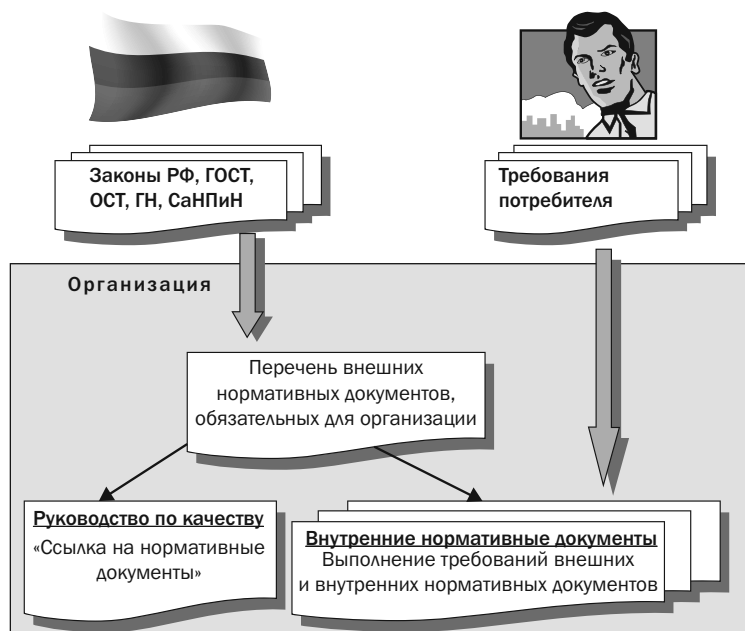 Законы РФ, ГОСТ,
ОСТ, ГН, СаНПиН
Требования
потребителя
Организация
Перечень внешних
нормативных документов,
обязательных для организации
Руководство по качеству
«Ссылка на нормативные
документы»
Внутренние нормативные документы
Выполнение требований внешних
и внутренних нормативных документов